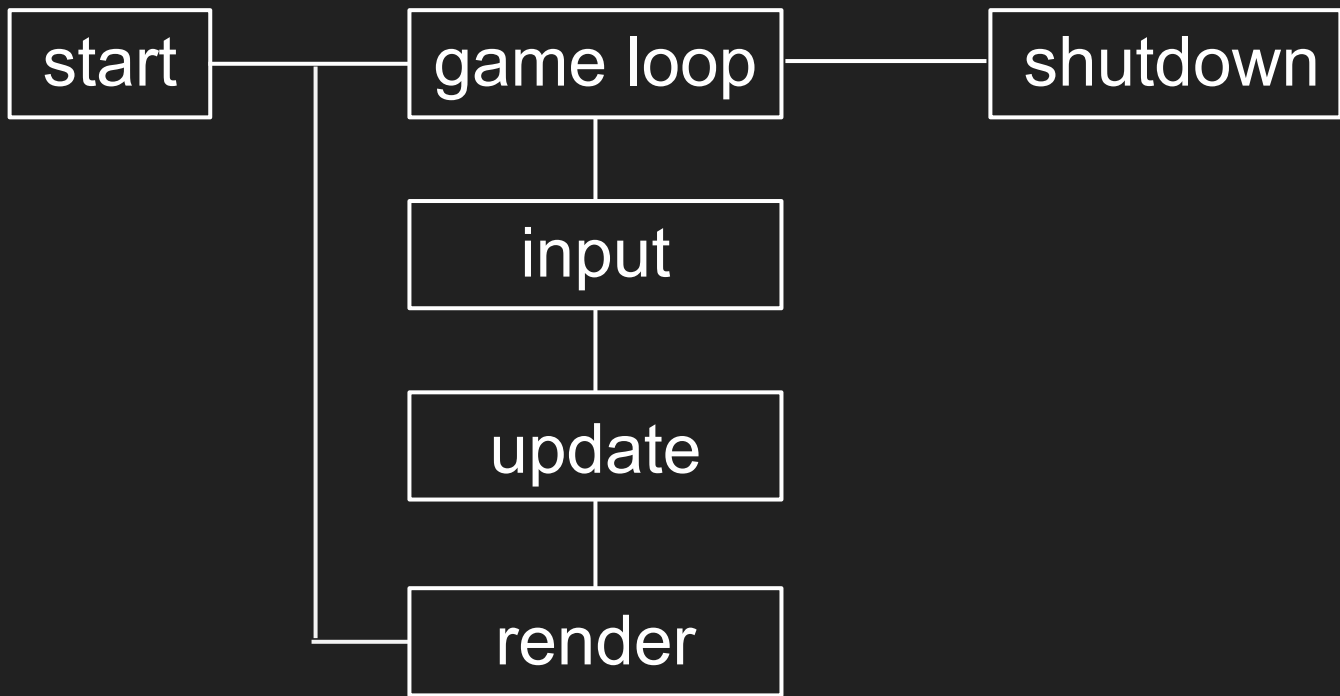 start
game loop
shutdown
input
update
render